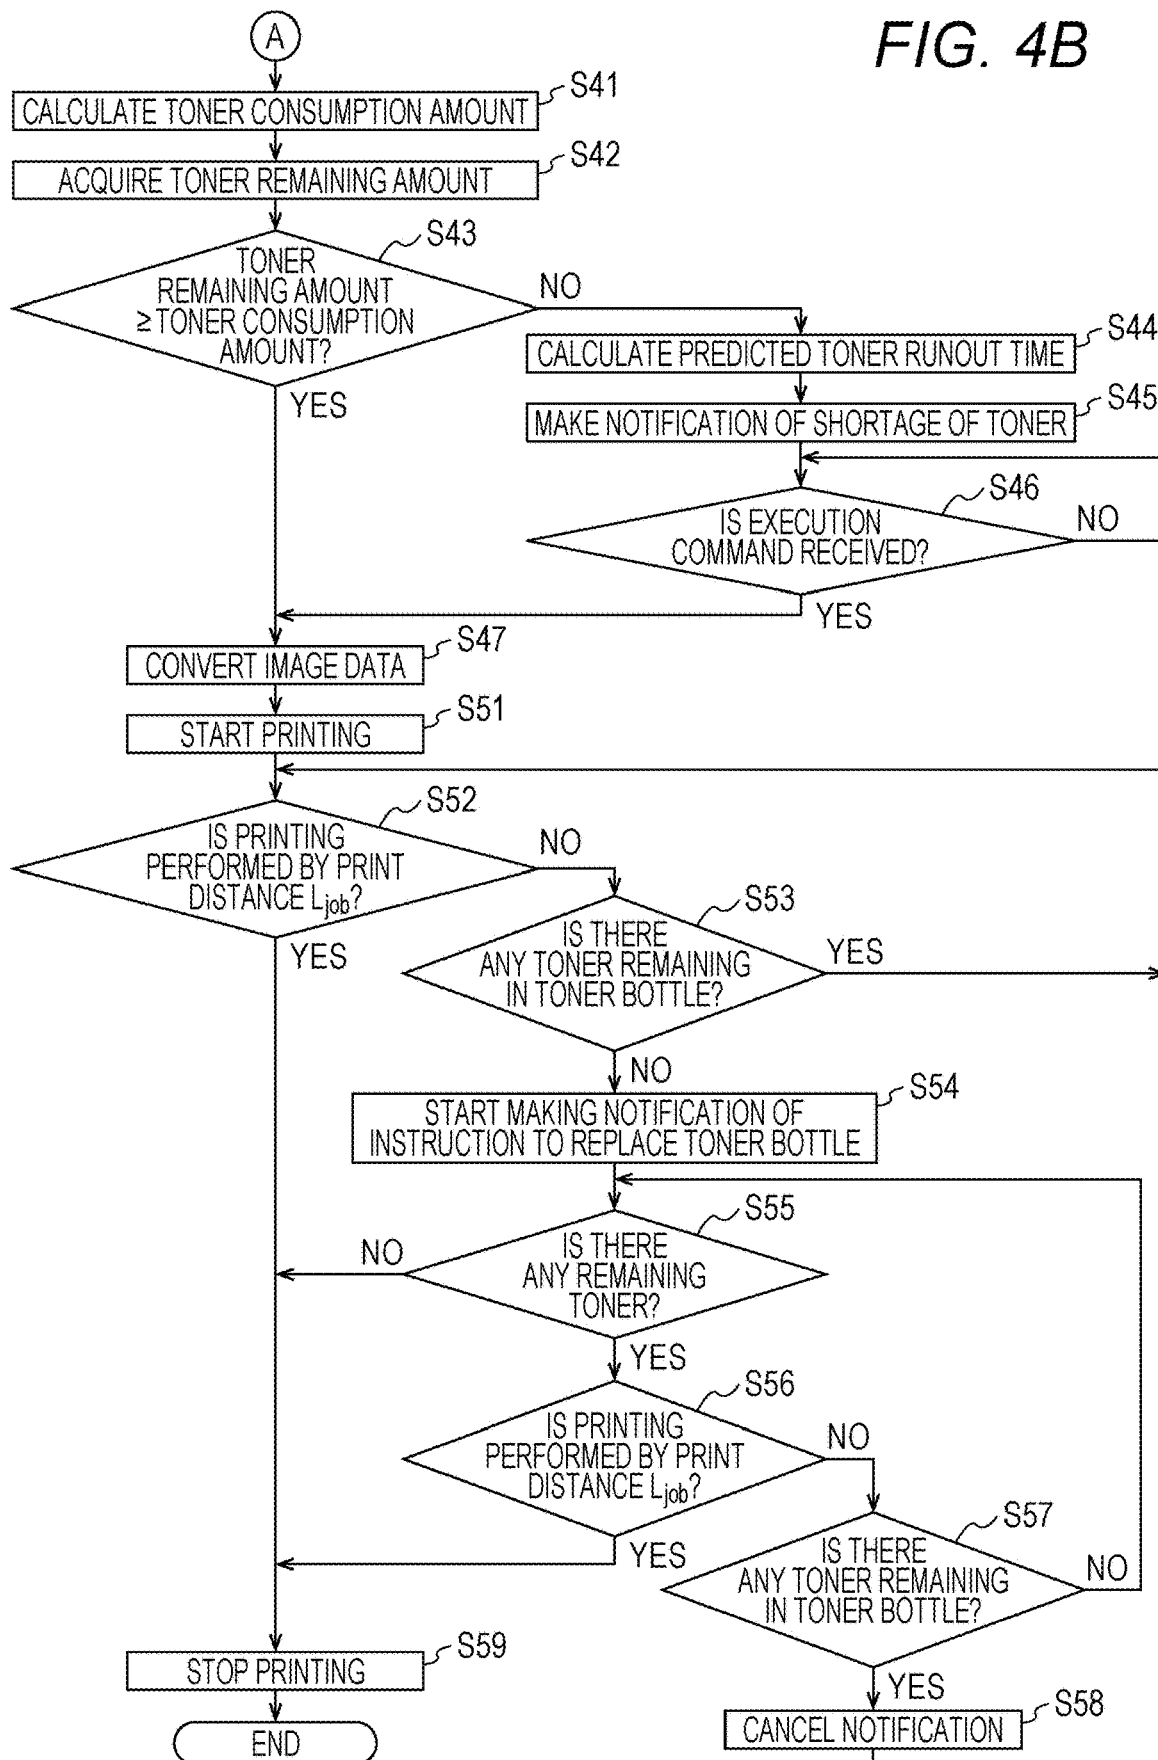 FIG. 4B
A
S41
CALCULATE TONER CONSUMPTION AMOUNT
S42
ACQUIRE TONER REMAINING AMOUNT
S43
TONER
REMAINING AMOUNT
≥ TONER CONSUMPTION
AMOUNT?
NO
YES
S44
CALCULATE PREDICTED TONER RUNOUT TIME
S45
MAKE NOTIFICATION OF SHORTAGE OF TONER
S46
IS EXECUTION
COMMAND RECEIVED?
NO
YES
S47
CONVERT IMAGE DATA
S51
START PRINTING
S52
IS PRINTING
PERFORMED BY PRINT
DISTANCE Ljob?
NO
YES
S53
IS THERE
ANY TONER REMAINING
IN TONER BOTTLE?
YES
NO
S54
START MAKING NOTIFICATION OF
INSTRUCTION TO REPLACE TONER BOTTLE
S55
IS THERE
ANY REMAINING
TONER?
NO
YES
S56
IS PRINTING
PERFORMED BY PRINT
DISTANCE Ljob?
NO
YES
S57
IS THERE
ANY TONER REMAINING
IN TONER BOTTLE?
NO
YES
S58
CANCEL NOTIFICATION
S59
STOP PRINTING
END